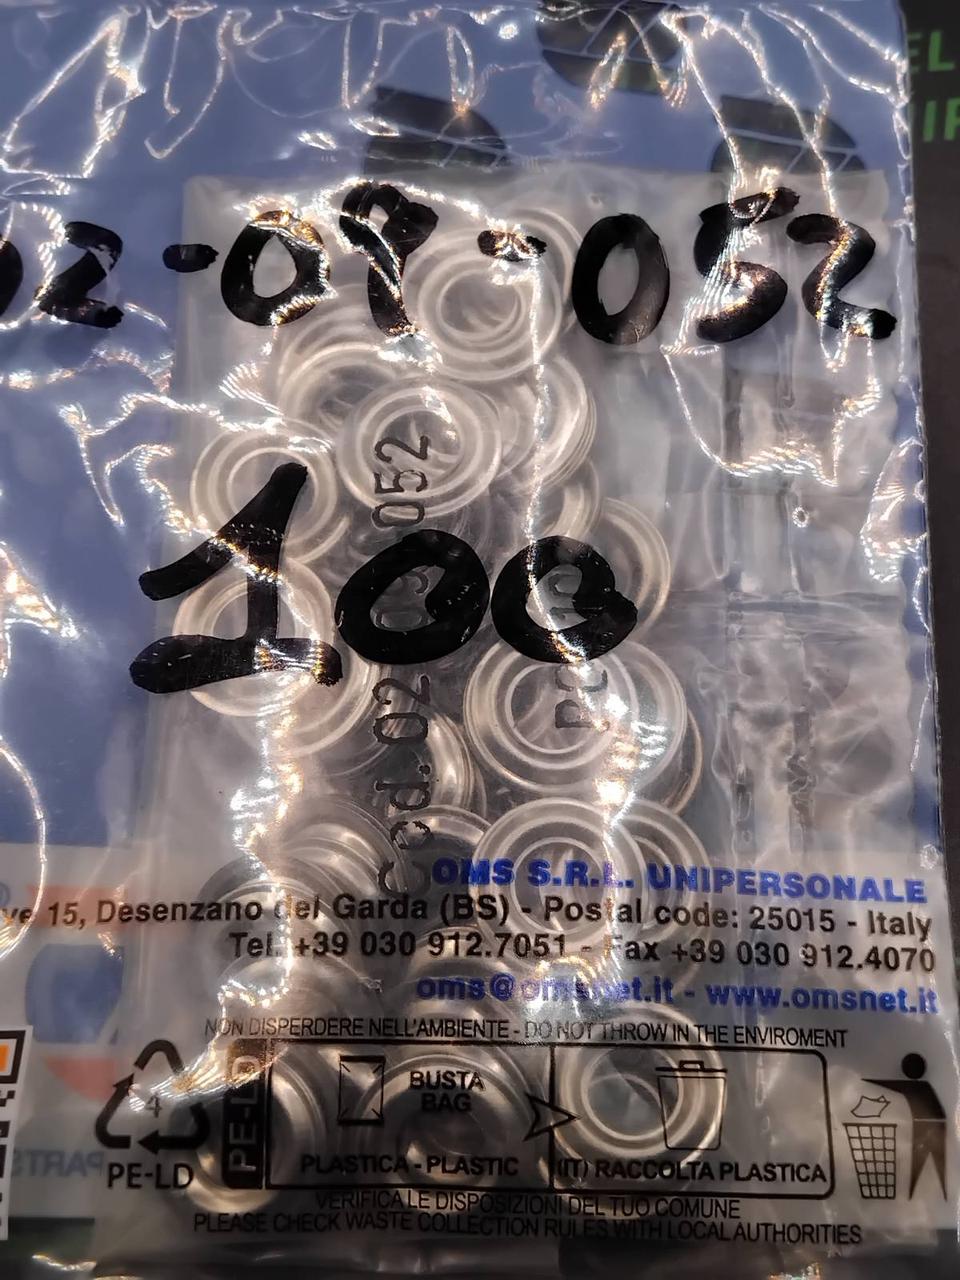 02-09-052
100
052
Cod.02
OMS S.R.L. UNIPERSONALE
15, Desenzano del Garda (BS) - Postal code: 25015 - Italy
Tel. +39 030 912.7051 - Fax +39 030 912.4070
oms@omsnet.it - www.omsnet.it
NON DISPERDERE NELL'AMBIENTE - DO NOT THROW IN THE ENVIROMENT
4
PE-LD
PE-LD
BUSTA
BAG
PLASTICA - PLASTIC
(IT) RACCOLTA PLASTICA
VERIFICA LE DISPOSIZIONI DEL TUO COMUNE
PLEASE CHECK WASTE COLLECTION RULES WITH LOCAL AUTHORITIES
PARTS